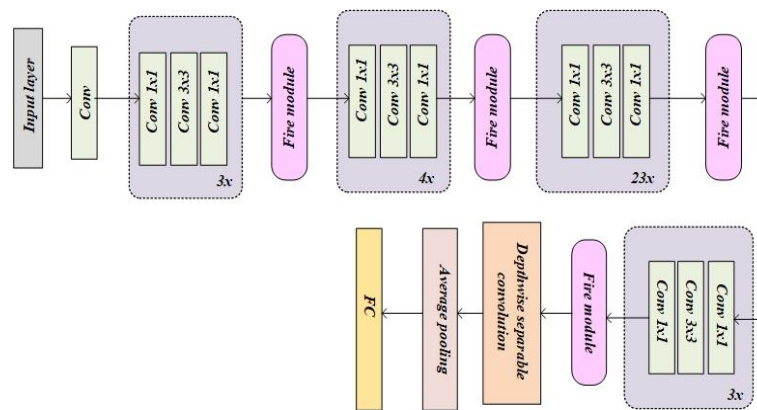 Input layer
Conv
Conv 1x1
Conv 3x3
Conv 1x1
3x
Fire module
Conv 1x1
Conv 3x3
Conv 1x1
4x
Fire module
Conv 1x1
Conv 3x3
Conv 1x1
23x
Fire module
Conv 1x1
Conv 3x3
Conv 1x1
3x
Fire module
Depthwise separable
convolution
Average pooling
FC